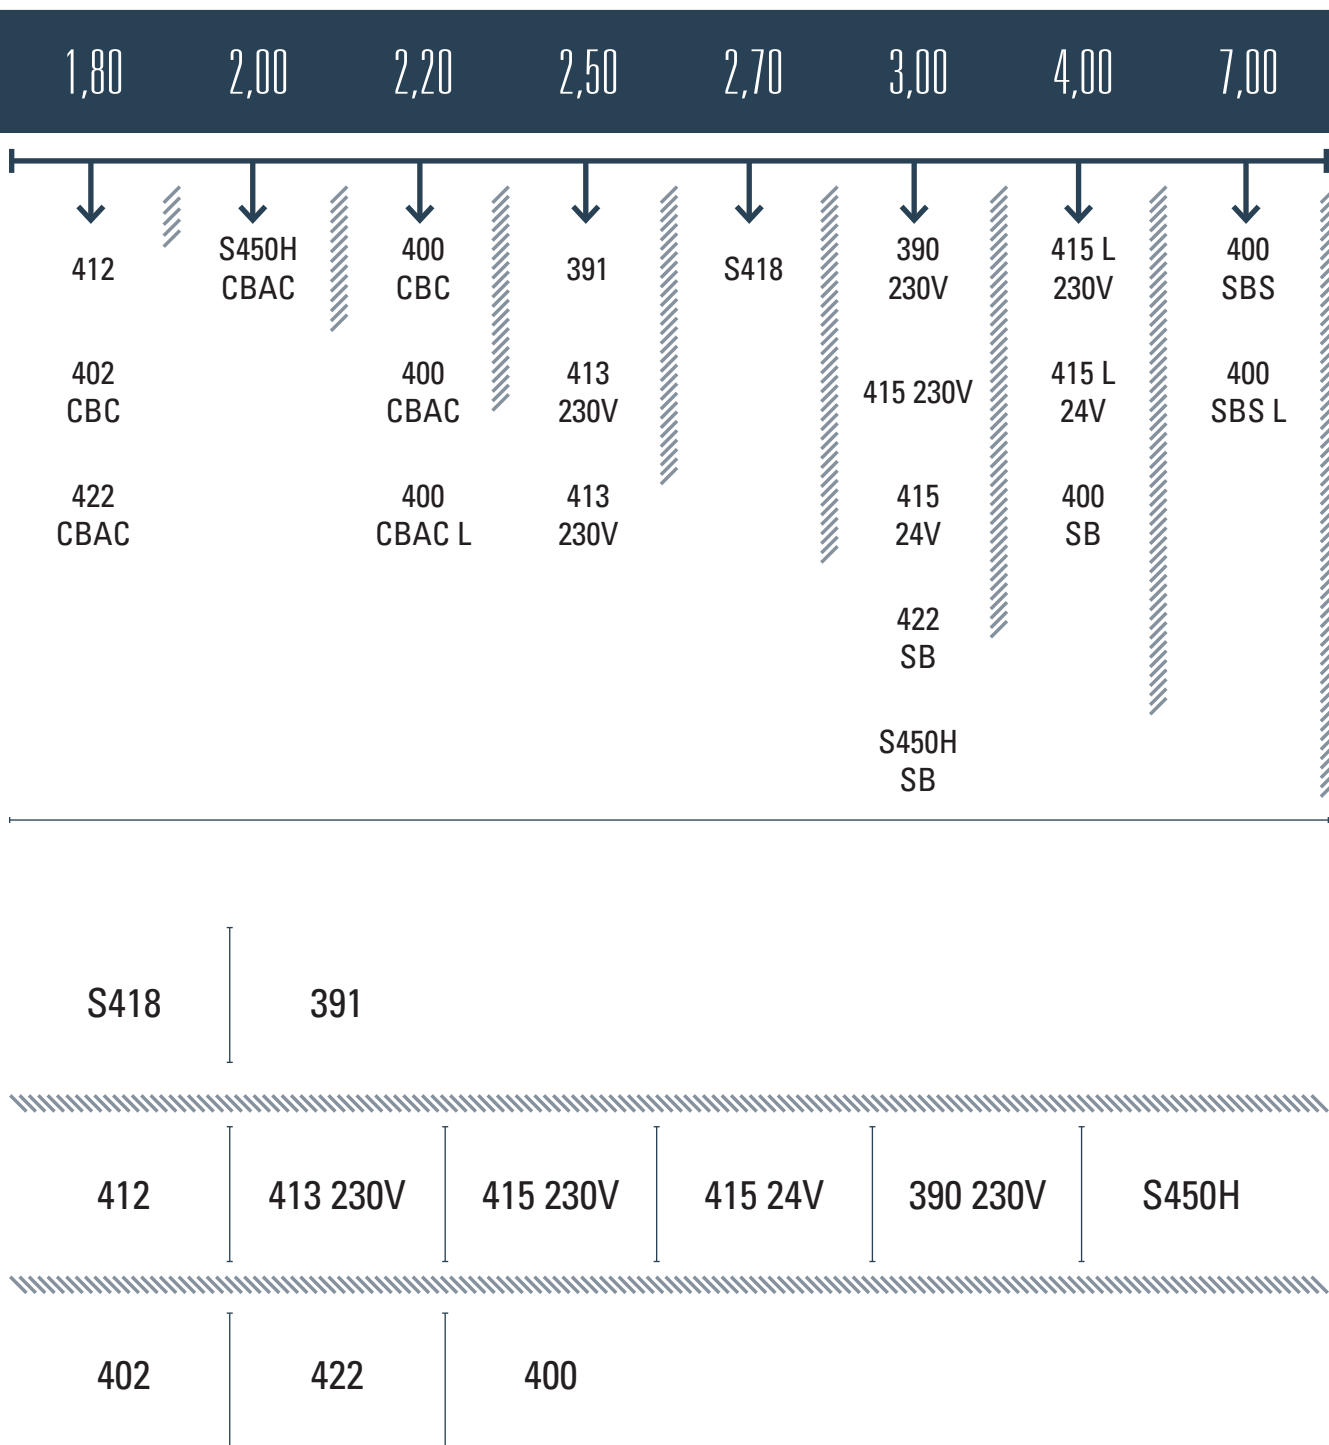 1,80 2,00 2,20 2,50 2,70 3,00 4,00 7,00
412
S450H
CBAC
400
CBC
391
S418
390
230V
415 L
230V
400
SBS
402
CBC
400
CBAC
413
230V
415 230V
415 L
24V
400
SBS L
422
CBAC
400
CBAC L
413
230V
415
24V
400
SB
422
SB
S450H
SB
S418 391
412 413 230V 415 230V 415 24V 390 230V S450H
402 422 400